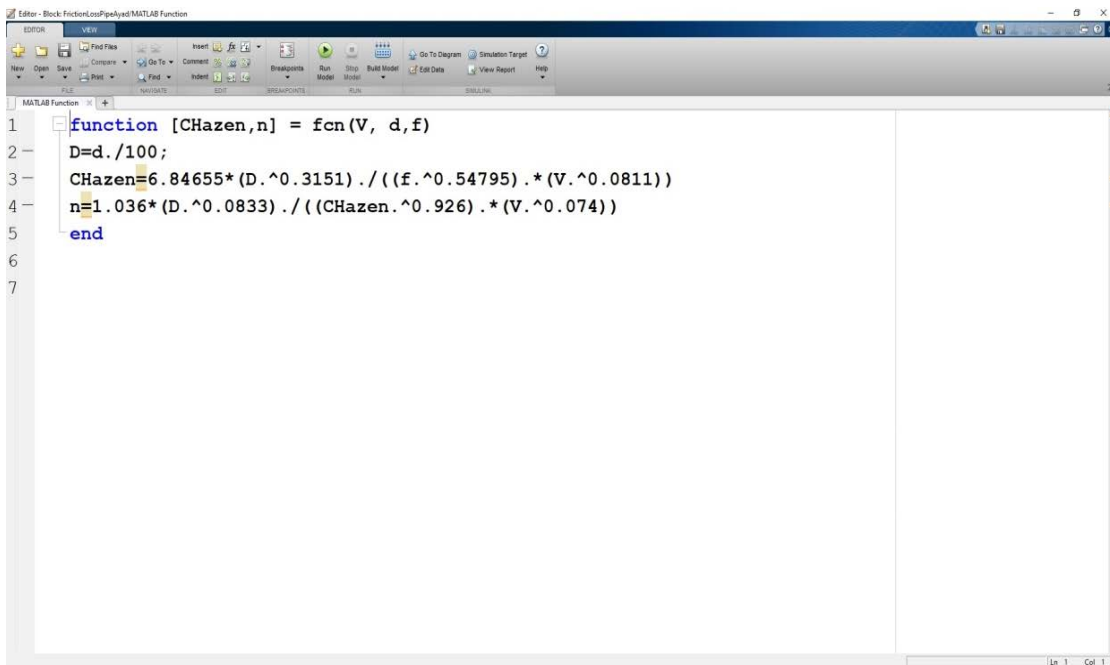 Editor - Block: FrictionLossPipeAyad/MATLAB Function
EDITOR VIEW
New Open Save Find Files Compare Print Go To Find Insert fx Comment Indent Breakpoints Run Model Stop Model Build Model Go To Diagram Edit Data Simulation Target View Report Help
FILE NAVIGATE EDIT BREAKPOINTS RUN SIMULINK
MATLAB Function
1 function [CHazen,n] = fcn(V, d,f)
2 D=d./100;
3 CHazen=6.84655*(D.^0.3151)./((f.^0.54795).*(V.^0.0811))
4 n=1.036*(D.^0.0833)./((CHazen.^0.926).*(V.^0.074))
5 end
6
7
Ln 1 Col 1